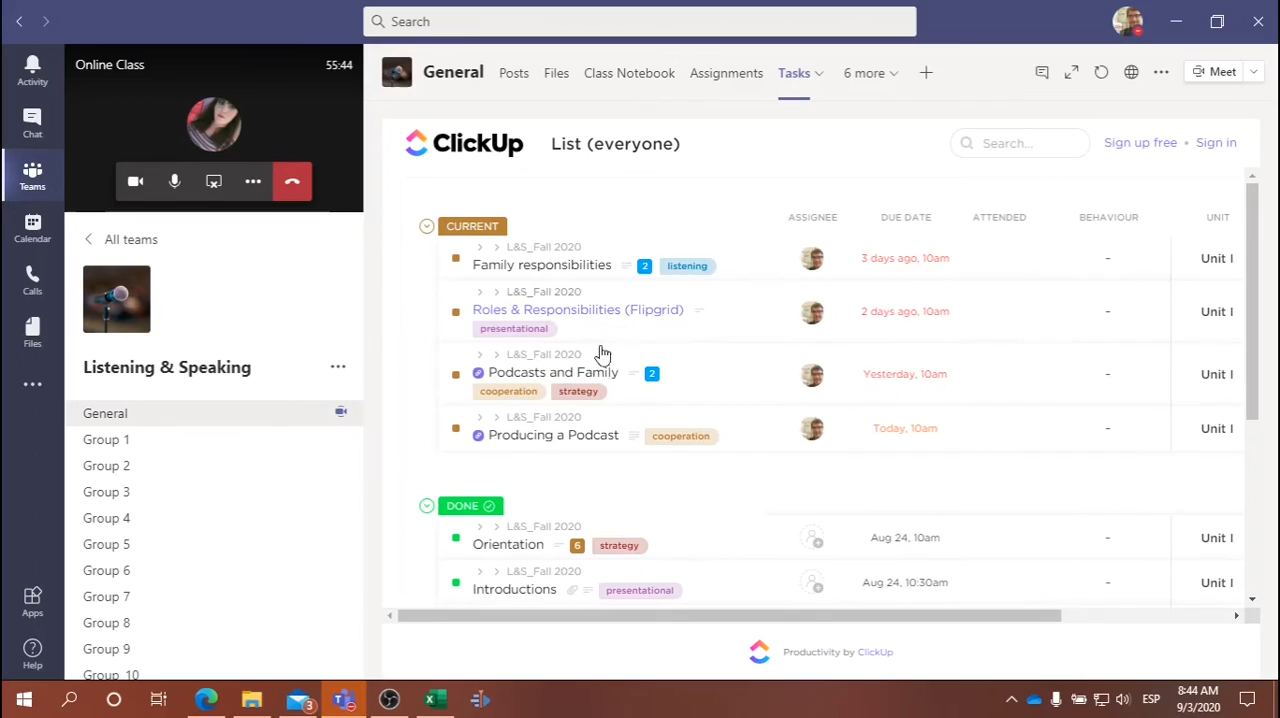 Search
Activity
Chat
Teams
Calendar
Calls
Files
Apps
Help
Online Class
55:44
All teams
Listening & Speaking
General
Group 1
Group 2
Group 3
Group 4
Group 5
Group 6
Group 7
Group 8
Group 9
Group 10
General Posts Files Class Notebook Assignments Tasks 6 more
Meet
ClickUp List (everyone) Search... Sign up free • Sign in
CURRENT ASSIGNEE DUE DATE ATTENDED BEHAVIOUR UNIT
L&S_Fall 2020
Family responsibilities 2 listening 3 days ago, 10am - Unit I
L&S_Fall 2020
Roles & Responsibilities (Flipgrid) 2 days ago, 10am - Unit I
presentational
L&S_Fall 2020
Podcasts and Family 2 Yesterday, 10am - Unit I
cooperation strategy
L&S_Fall 2020
Producing a Podcast cooperation Today, 10am - Unit I
DONE
L&S_Fall 2020
Orientation 6 strategy Aug 24, 10am - Unit I
L&S_Fall 2020
Introductions presentational Aug 24, 10:30am - Unit I
Productivity by ClickUp
3
ESP
8:44 AM
9/3/2020